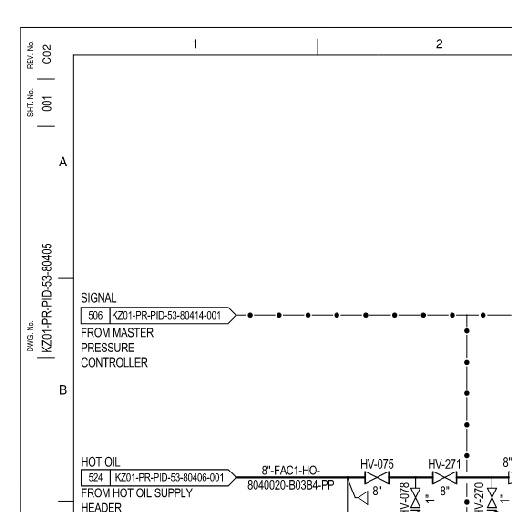 1
2
REV. No.
C02
SHT. No.
001
A
DWG. No.
KZ01-PR-PID-53-80405
SIGNAL
506 KZ01-PR-PID-53-80414-001
FROM MASTER
PRESSURE
CONTROLLER
B
HOT OIL
524 KZ01-PR-PID-53-80406-001
FROM HOT OIL SUPPLY
HEADER
8"-FAC1-HO-
8040020-B03B4-PP
HV-075
8"
HV-271
8"
8"
HV-078
1"
HV-270
1"